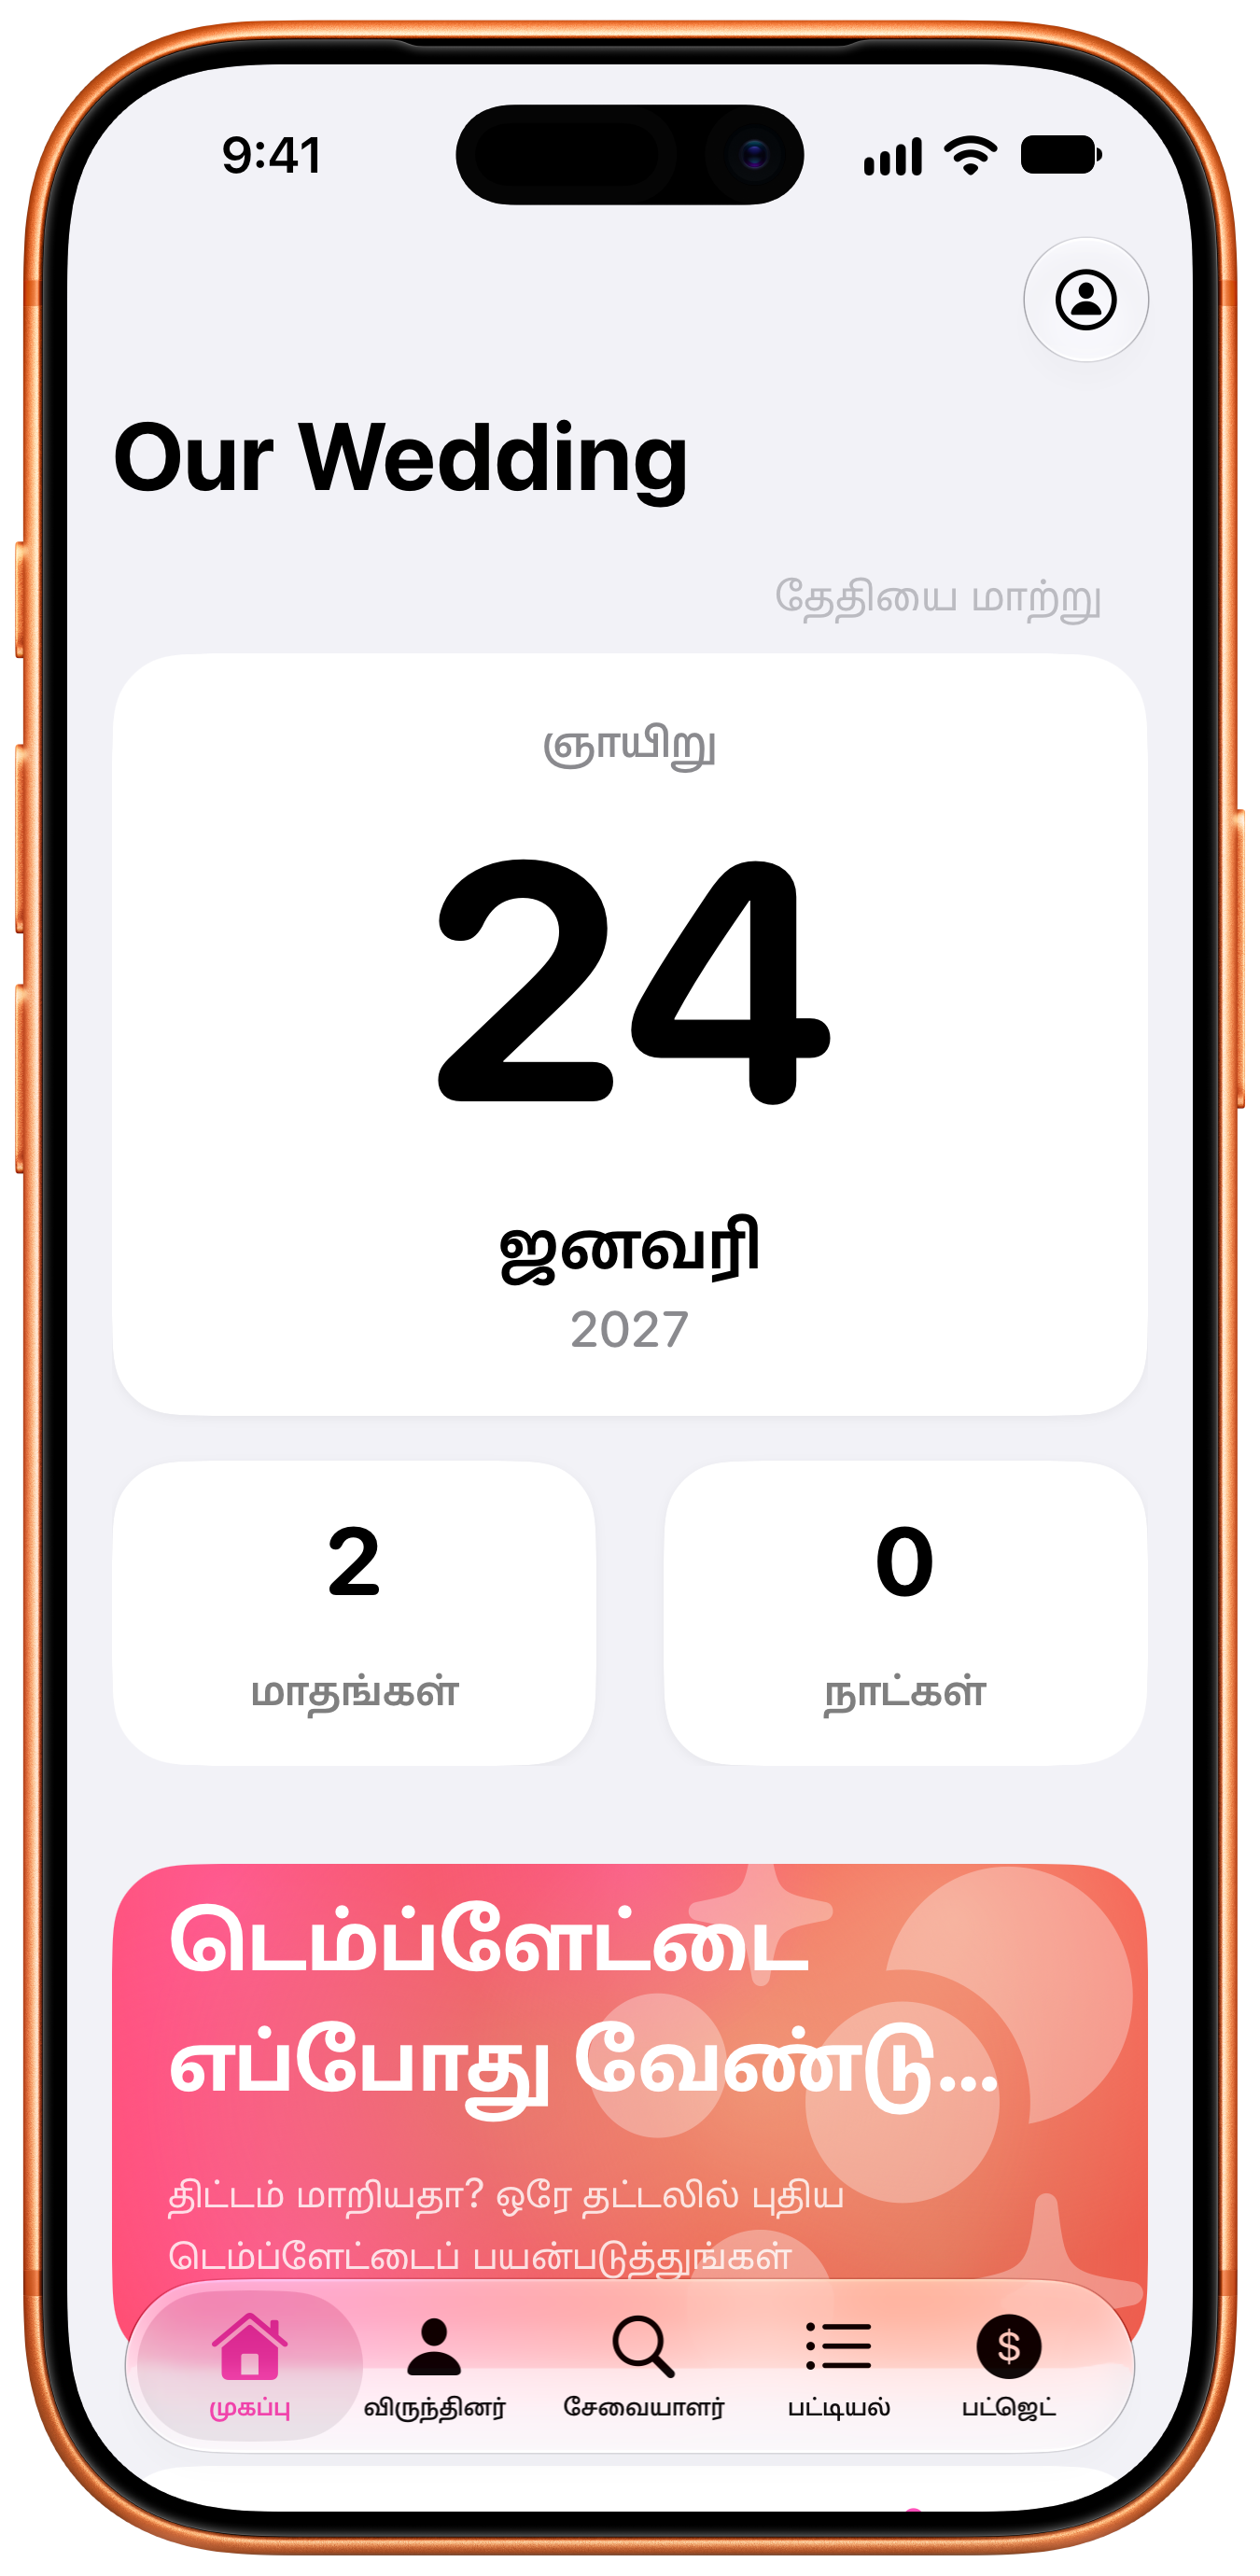 9:41
Our Wedding
தேதியை மாற்று
ஞாயிறு
24
ஜனவரி
2027
2
மாதங்கள்
0
நாட்கள்
டெம்ப்ளேட்டை
எப்போது வேண்டு...
திட்டம் மாறியதா? ஒரே தட்டலில் புதிய
டெம்ப்ளேட்டைப் பயன்படுத்துங்கள்
முகப்பு விருந்தினர் சேவையாளர் பட்டியல் பட்ஜெட்